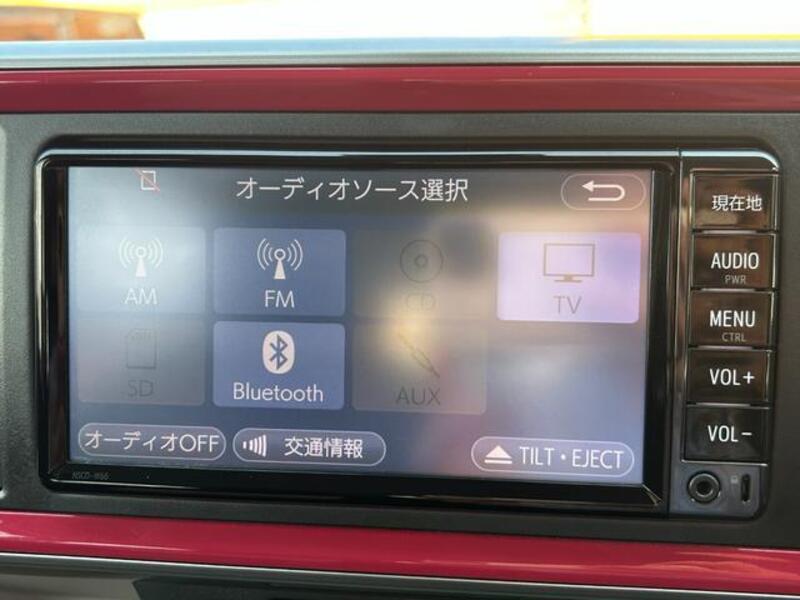 オーディオソース選択
AM
FM
CD
TV
SD
Bluetooth
AUX
オーディオOFF
交通情報
TILT・EJECT
NSCD-W66
現在地
AUDIO
PWR
MENU
CTRL
VOL+
VOL−